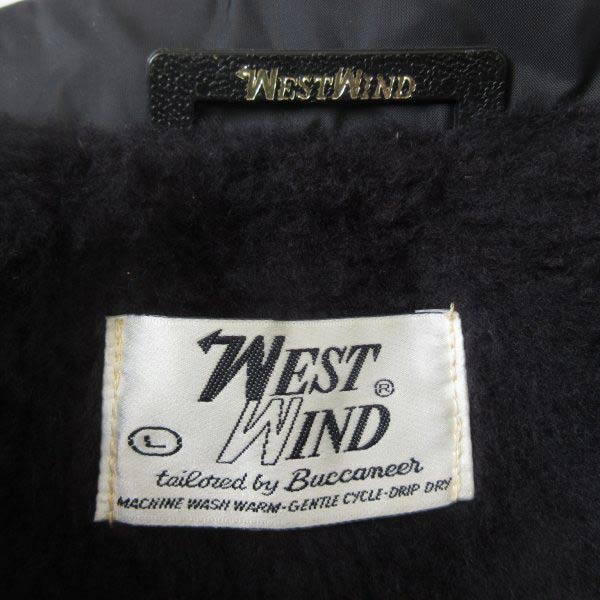 WESTWIND
WEST
WIND ®
L
tailored by Buccaneer
MACHINE WASH WARM-GENTLE CYCLE-DRIP DRY